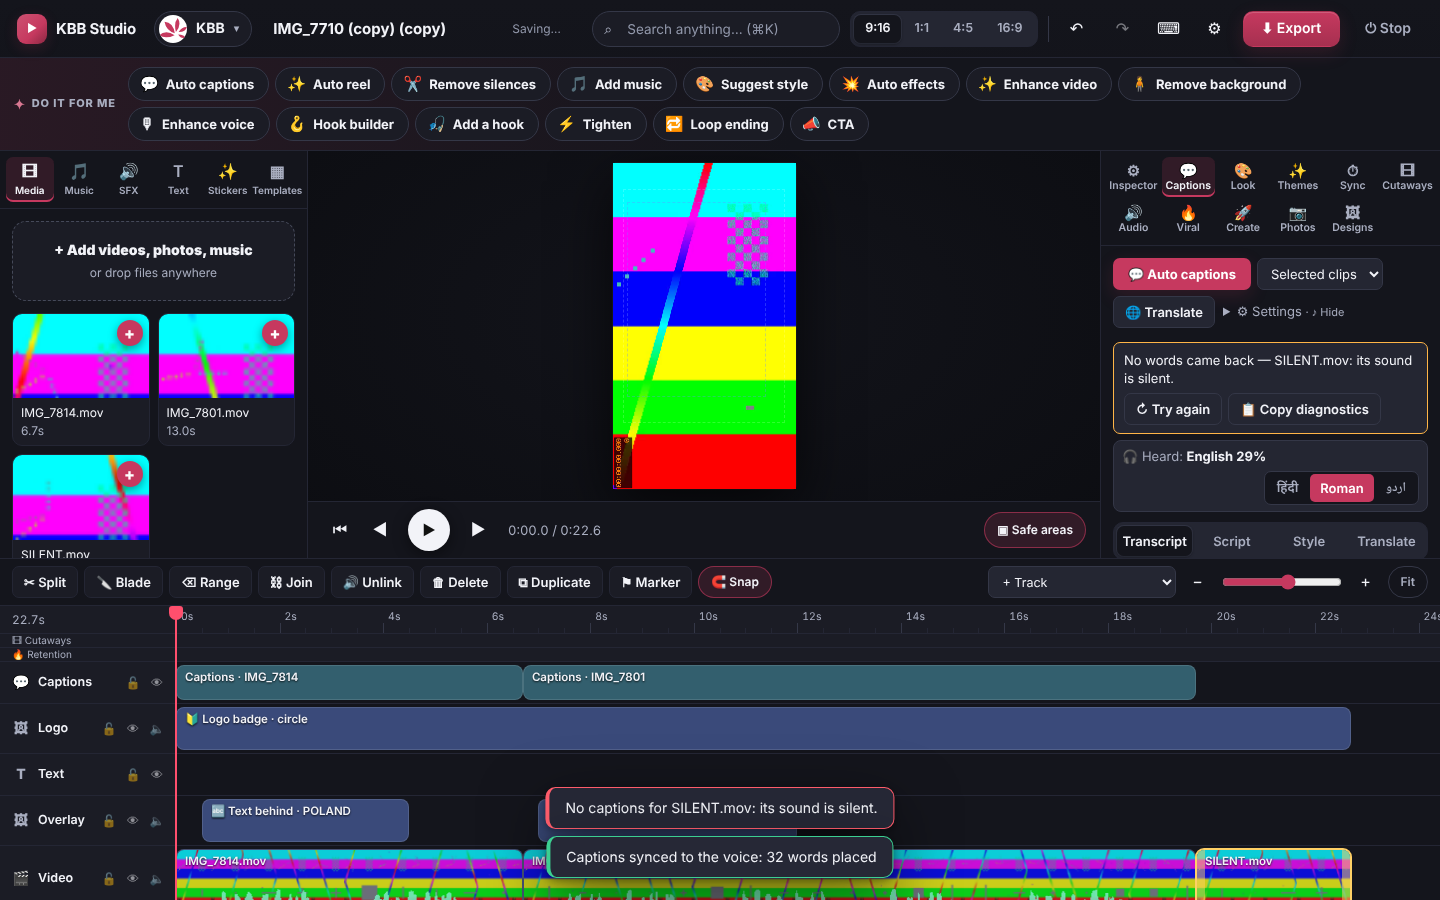 KBB Studio
KBB
IMG_7710 (copy) (copy)
Saving...
Search anything... (⌘K)
9:16 1:1 4:5 16:9
Export
Stop
DO IT FOR ME
Auto captions
Auto reel
Remove silences
Add music
Suggest style
Auto effects
Enhance video
Remove background
Enhance voice
Hook builder
Add a hook
Tighten
Loop ending
CTA
Media Music SFX Text Stickers Templates
+ Add videos, photos, music
or drop files anywhere
IMG_7814.mov
6.7s
IMG_7801.mov
13.0s
SILENT.mov
0:00.0 / 0:22.6
Safe areas
Inspector Captions Look Themes Sync Cutaways
Audio Viral Create Photos Designs
Auto captions
Selected clips
Translate
Settings · ♪ Hide
No words came back — SILENT.mov: its sound
is silent.
Try again
Copy diagnostics
Heard: English 29%
हिंदी Roman اردو
Transcript Script Style Translate
Split
Blade
Range
Join
Unlink
Delete
Duplicate
Marker
Snap
+ Track
− +
Fit
22.7s
0s 2s 4s 6s 8s 10s 12s 14s 16s 18s 20s 22s 24s
Cutaways
Retention
Captions
Captions · IMG_7814
Captions · IMG_7801
Logo
Logo badge · circle
Text
Overlay
Text behind · POLAND
No captions for SILENT.mov: its sound is silent.
Captions synced to the voice: 32 words placed
Video
IMG_7814.mov
IM
SILENT.mov